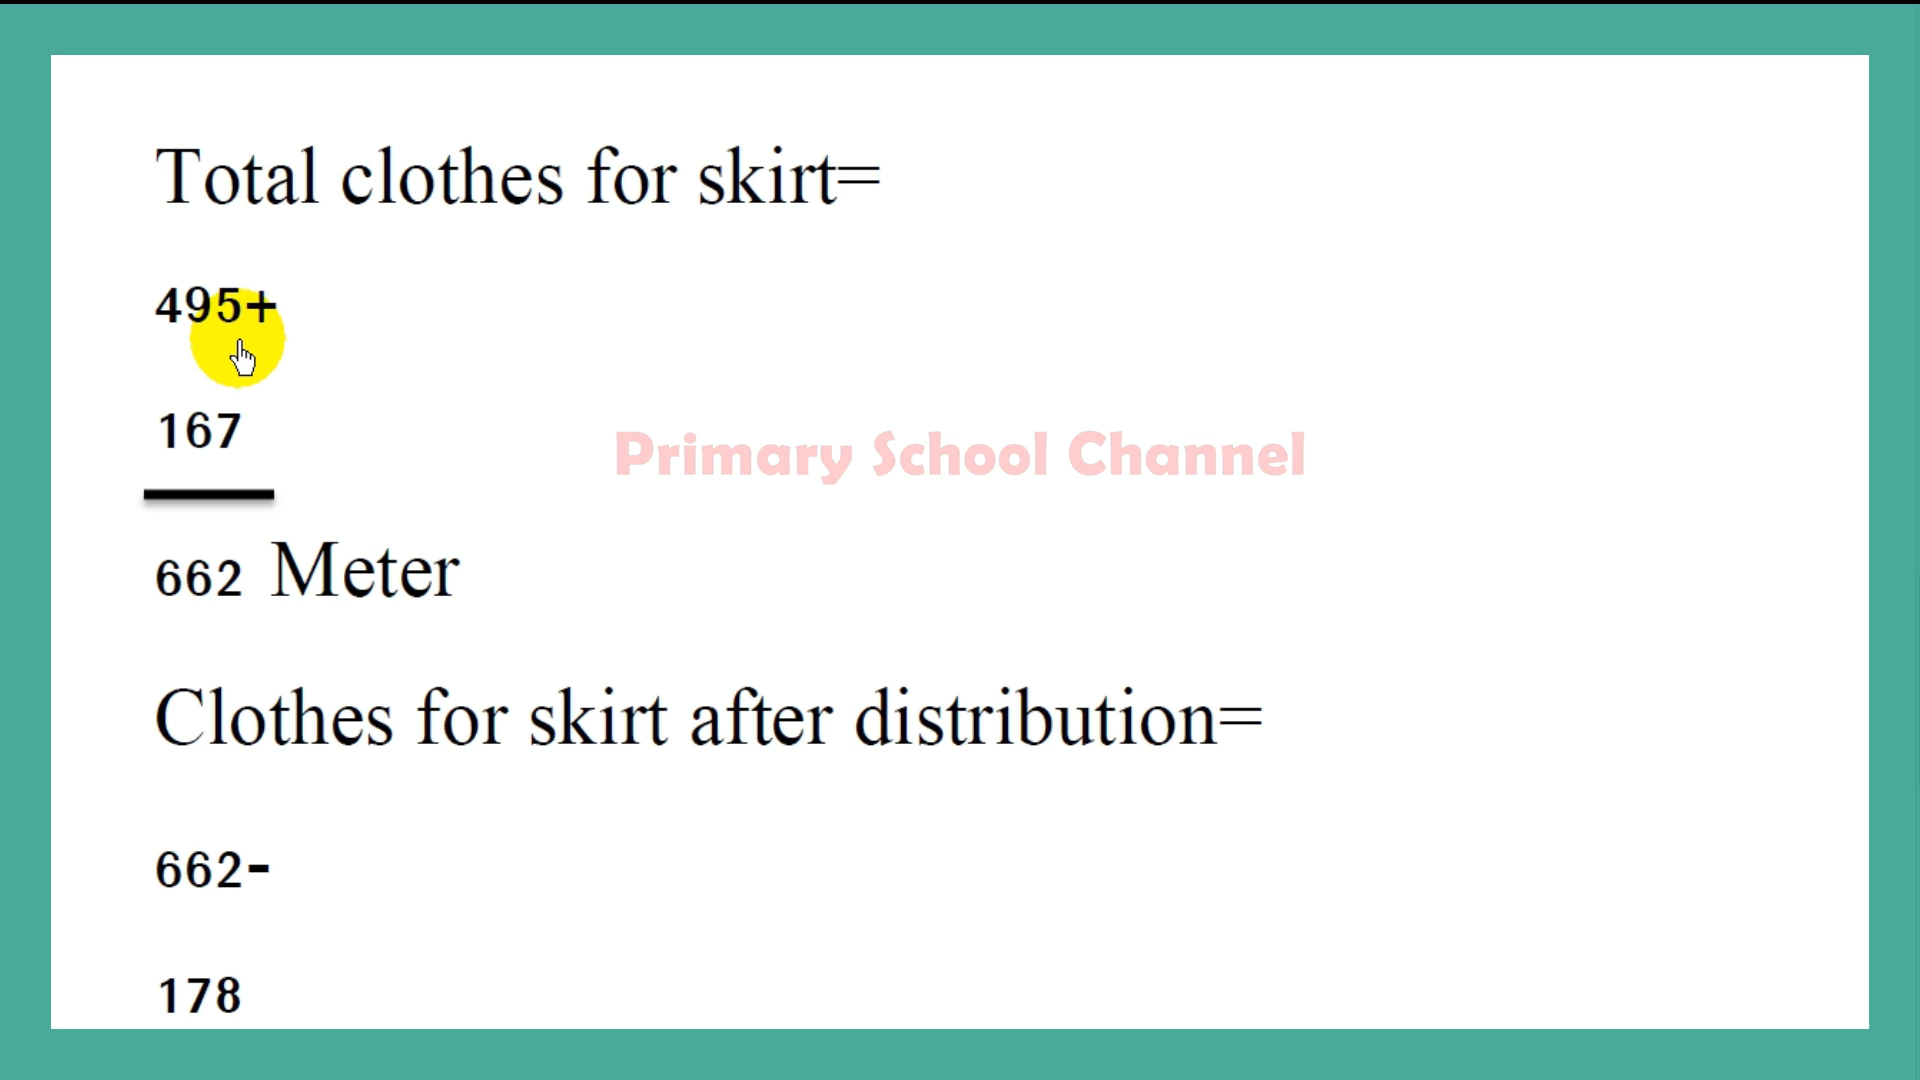 Total clothes for skirt=
495+
167
Primary School Channel
662 Meter
Clothes for skirt after distribution=
662-
178